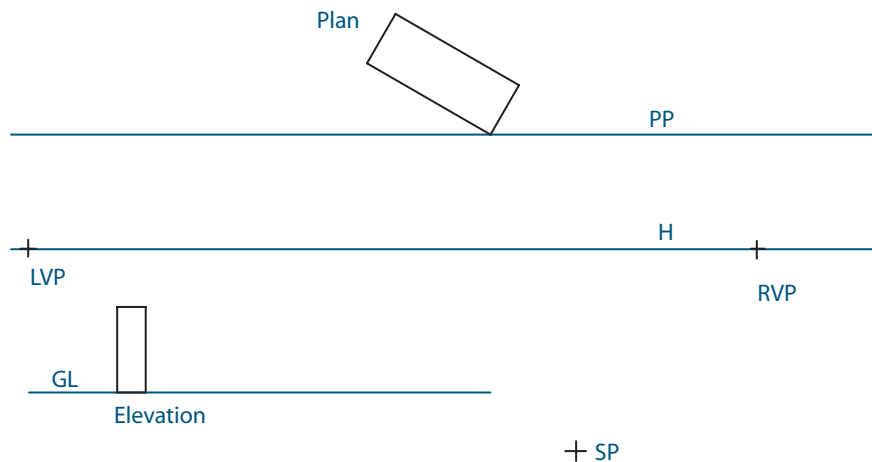 Plan
PP
H
LVP
RVP
GL
Elevation
SP